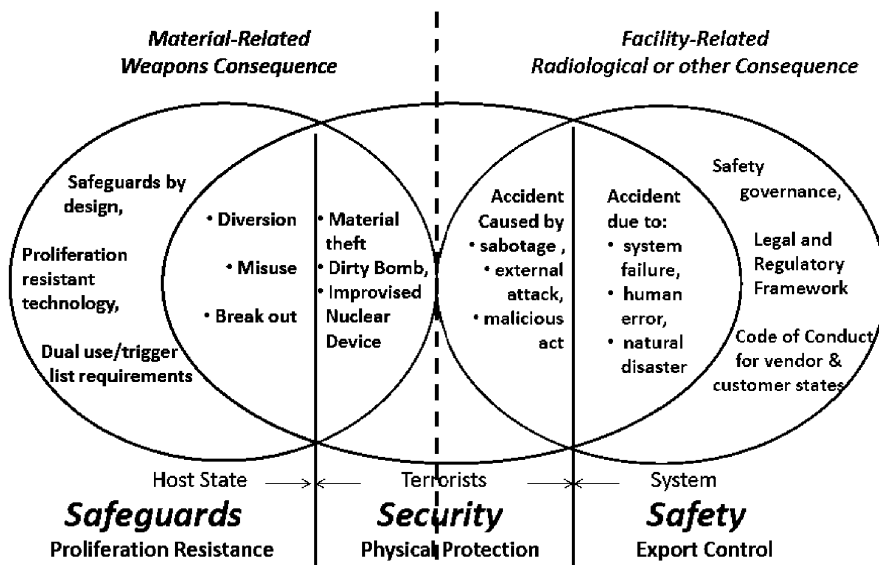 Material-Related
Weapons Consequence
Facility-Related
Radiological or other Consequence
Safeguards by
design,
Proliferation
resistant
technology,
Dual use/trigger
list requirements
• Diversion
• Misuse
• Break out
• Material
theft
• Dirty Bomb,
• Improvised
Nuclear
Device
Accident
Caused by
• sabotage ,
• external
attack,
• malicious
act
Accident
due to:
• system
failure,
• human
error,
• natural
disaster
Safety
governance,
Legal and
Regulatory
Framework
Code of Conduct
for vendor &
customer states
Host State
Terrorists
System
Safeguards
Security
Safety
Proliferation Resistance
Physical Protection
Export Control